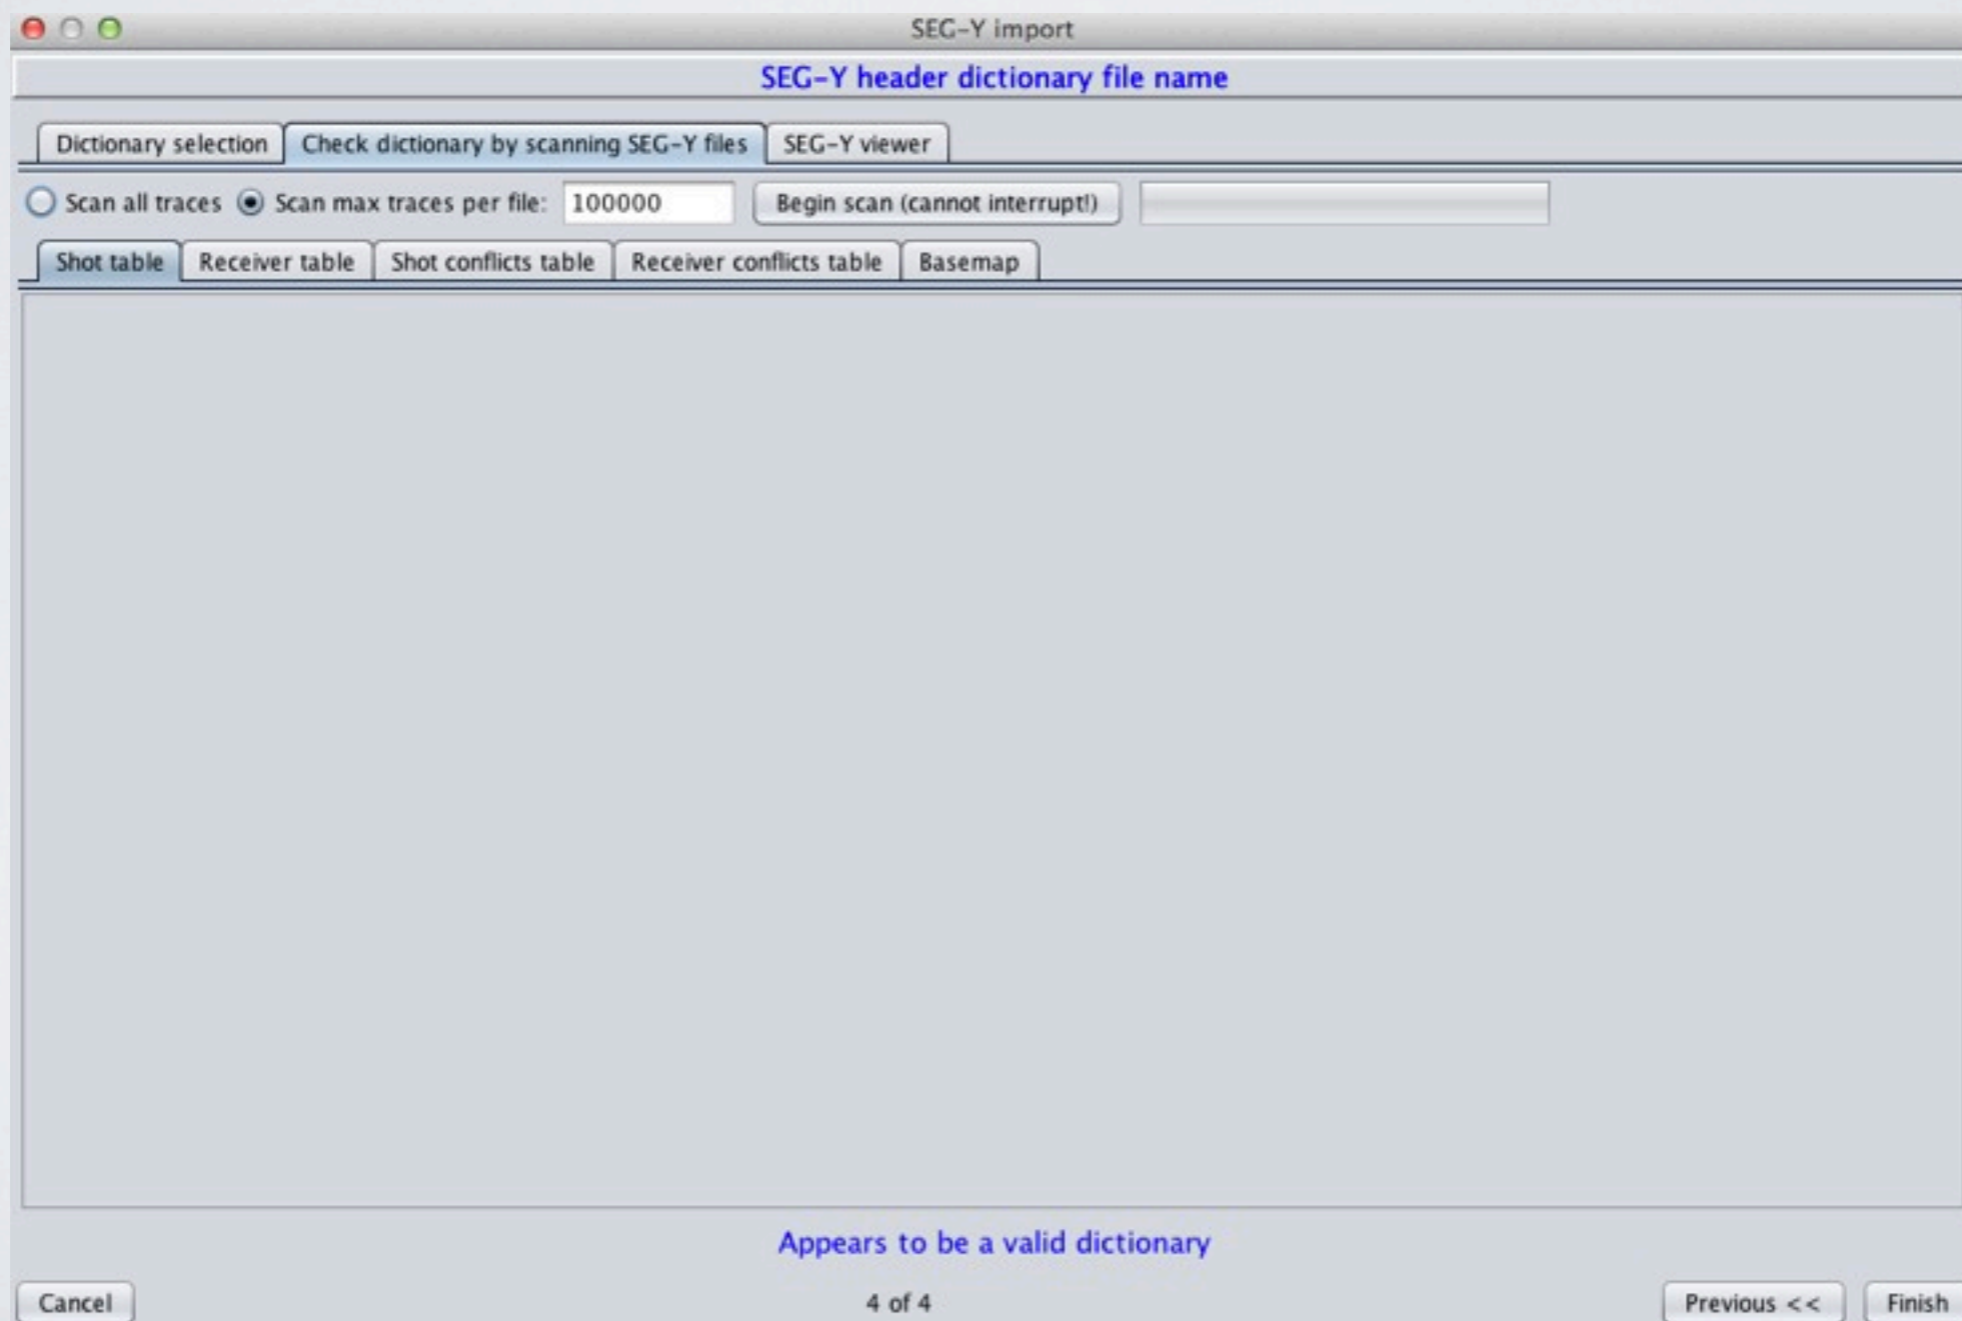 SEG-Y import
SEG-Y header dictionary file name
Dictionary selection Check dictionary by scanning SEG-Y files SEG-Y viewer
Scan all traces Scan max traces per file: 100000 Begin scan (cannot interrupt!)
Shot table Receiver table Shot conflicts table Receiver conflicts table Basemap
Appears to be a valid dictionary
Cancel 4 of 4 Previous << Finish